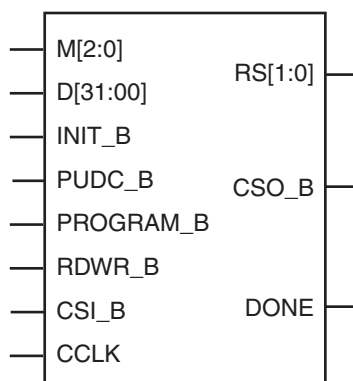 M[2:0]
D[31:00]
INIT_B
PUDC_B
PROGRAM_B
RDWR_B
CSI_B
CCLK
RS[1:0]
CSO_B
DONE